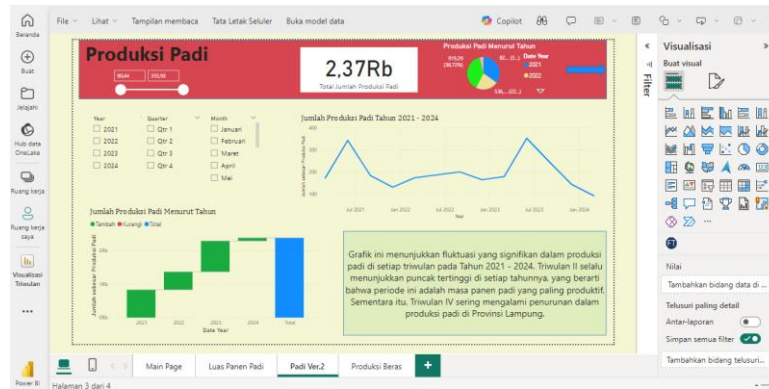 File Lihat Tampilan membaca Tata Letak Seluler Buka model data Copilot
Beranda
Buat
Jelajahi
Hub data OneLake
Ruang kerja
Ruang kerja saya
Visualisasi Triwulan
Power BI
Produksi Padi
2,37Rb
Total Jumlah Produksi Padi
Produksi Padi Menurut Tahun
Date Year
2021
2022
Year
2021
2022
2023
2024
Quarter
Qtr 1
Qtr 2
Qtr 3
Qtr 4
Month
Januari
Februari
Maret
April
Mei
Jumlah Produksi Padi Tahun 2021 - 2024
400
300
200
100
Jul 2021 Jan 2022 Jul 2022 Jan 2023 Jul 2023 Jan 2024
Year
Jumlah Produksi Padi Menurut Tahun
Tambah Kurangi Total
2021 2022 2023 2024 Total
Date Year
Grafik ini menunjukkan fluktuasi yang signifikan dalam produksi
padi di setiap triwulan pada Tahun 2021 - 2024. Triwulan II selalu
menunjukkan puncak tertinggi di setiap tahunnya, yang berarti
bahwa periode ini adalah masa panen padi yang paling produktif.
Sementara itu, Triwulan IV sering mengalami penurunan dalam
produksi padi di Provinsi Lampung.
Filter
Visualisasi
Buat visual
Nilai
Tambahkan bidang data di ...
Telusuri paling detail
Antar-laporan
Simpan semua filter
Tambahkan bidang telusuri...
Main Page Luas Panen Padi Padi Ver.2 Produksi Beras
Halaman 3 dari 4